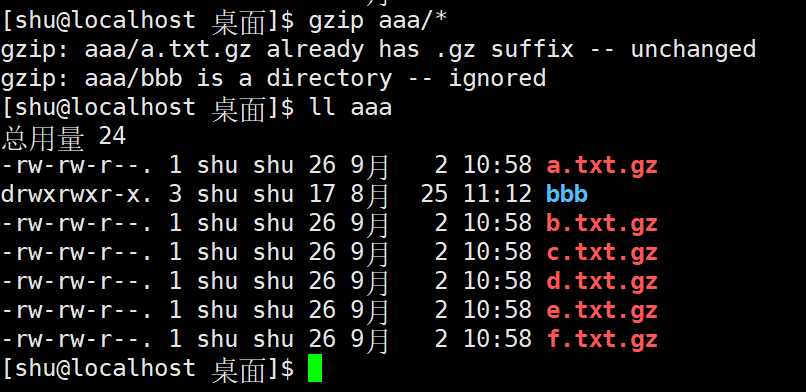 [shu@localhost 桌面]$ gzip aaa/*
gzip: aaa/a.txt.gz already has .gz suffix -- unchanged
gzip: aaa/bbb is a directory -- ignored
[shu@localhost 桌面]$ ll aaa
总用量 24
-rw-rw-r--. 1 shu shu 26 9月   2 10:58 a.txt.gz
drwxrwxr-x. 3 shu shu 17 8月  25 11:12 bbb
-rw-rw-r--. 1 shu shu 26 9月   2 10:58 b.txt.gz
-rw-rw-r--. 1 shu shu 26 9月   2 10:58 c.txt.gz
-rw-rw-r--. 1 shu shu 26 9月   2 10:58 d.txt.gz
-rw-rw-r--. 1 shu shu 26 9月   2 10:58 e.txt.gz
-rw-rw-r--. 1 shu shu 26 9月   2 10:58 f.txt.gz
[shu@localhost 桌面]$